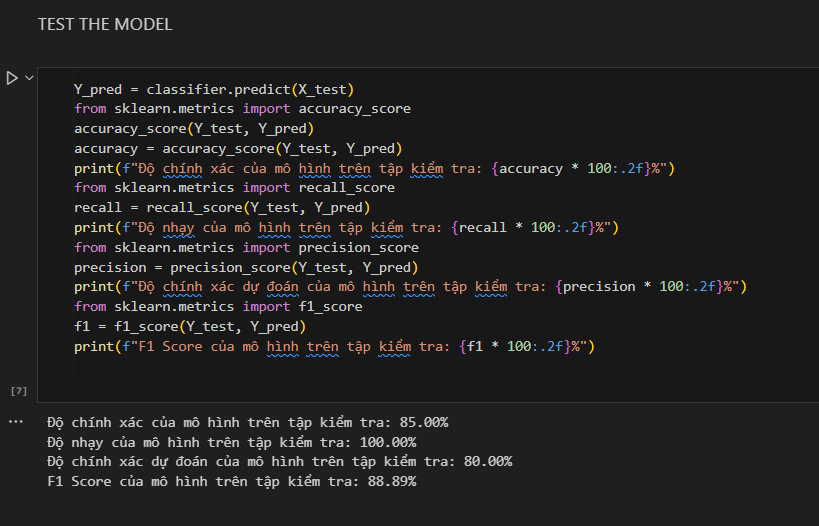 TEST THE MODEL
Y_pred = classifier.predict(X_test)
from sklearn.metrics import accuracy_score
accuracy_score(Y_test, Y_pred)
accuracy = accuracy_score(Y_test, Y_pred)
print(f"Độ chính xác của mô hình trên tập kiểm tra: {accuracy * 100:.2f}%")
from sklearn.metrics import recall_score
recall = recall_score(Y_test, Y_pred)
print(f"Độ nhạy của mô hình trên tập kiểm tra: {recall * 100:.2f}%")
from sklearn.metrics import precision_score
precision = precision_score(Y_test, Y_pred)
print(f"Độ chính xác dự đoán của mô hình trên tập kiểm tra: {precision * 100:.2f}%")
from sklearn.metrics import f1_score
f1 = f1_score(Y_test, Y_pred)
print(f"F1 Score của mô hình trên tập kiểm tra: {f1 * 100:.2f}%")
[7]
Độ chính xác của mô hình trên tập kiểm tra: 85.00%
Độ nhạy của mô hình trên tập kiểm tra: 100.00%
Độ chính xác dự đoán của mô hình trên tập kiểm tra: 80.00%
F1 Score của mô hình trên tập kiểm tra: 88.89%